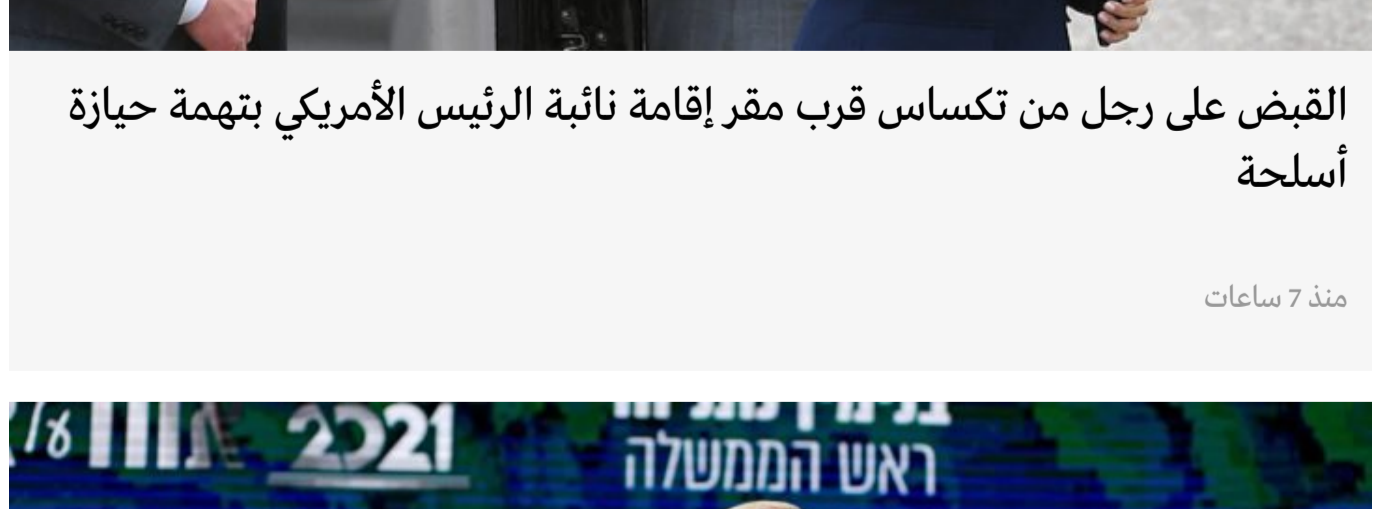 القبض على رجل من تكساس قرب مقر إقامة نائبة الرئيس الأمريكي بتهمة حيازة
أسلحة
منذ 7 ساعات
2021
ראש הממשלה